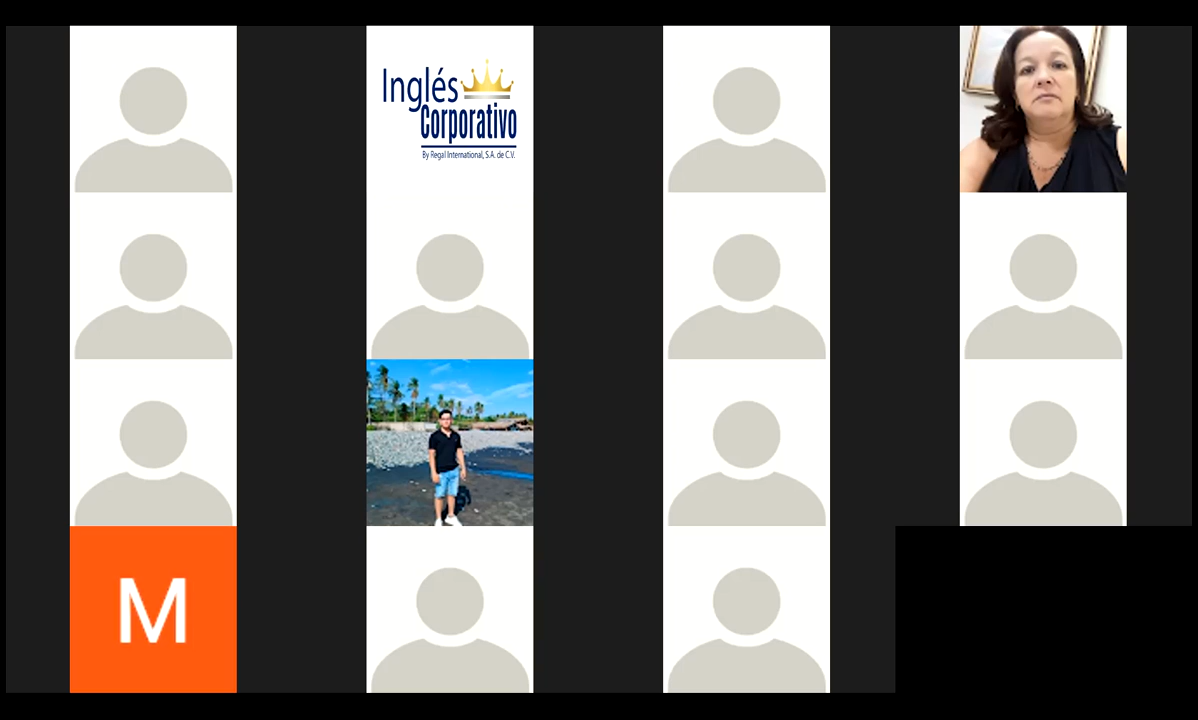 Inglés
Corporativo
By Regal International, S.A. de C.V.
M